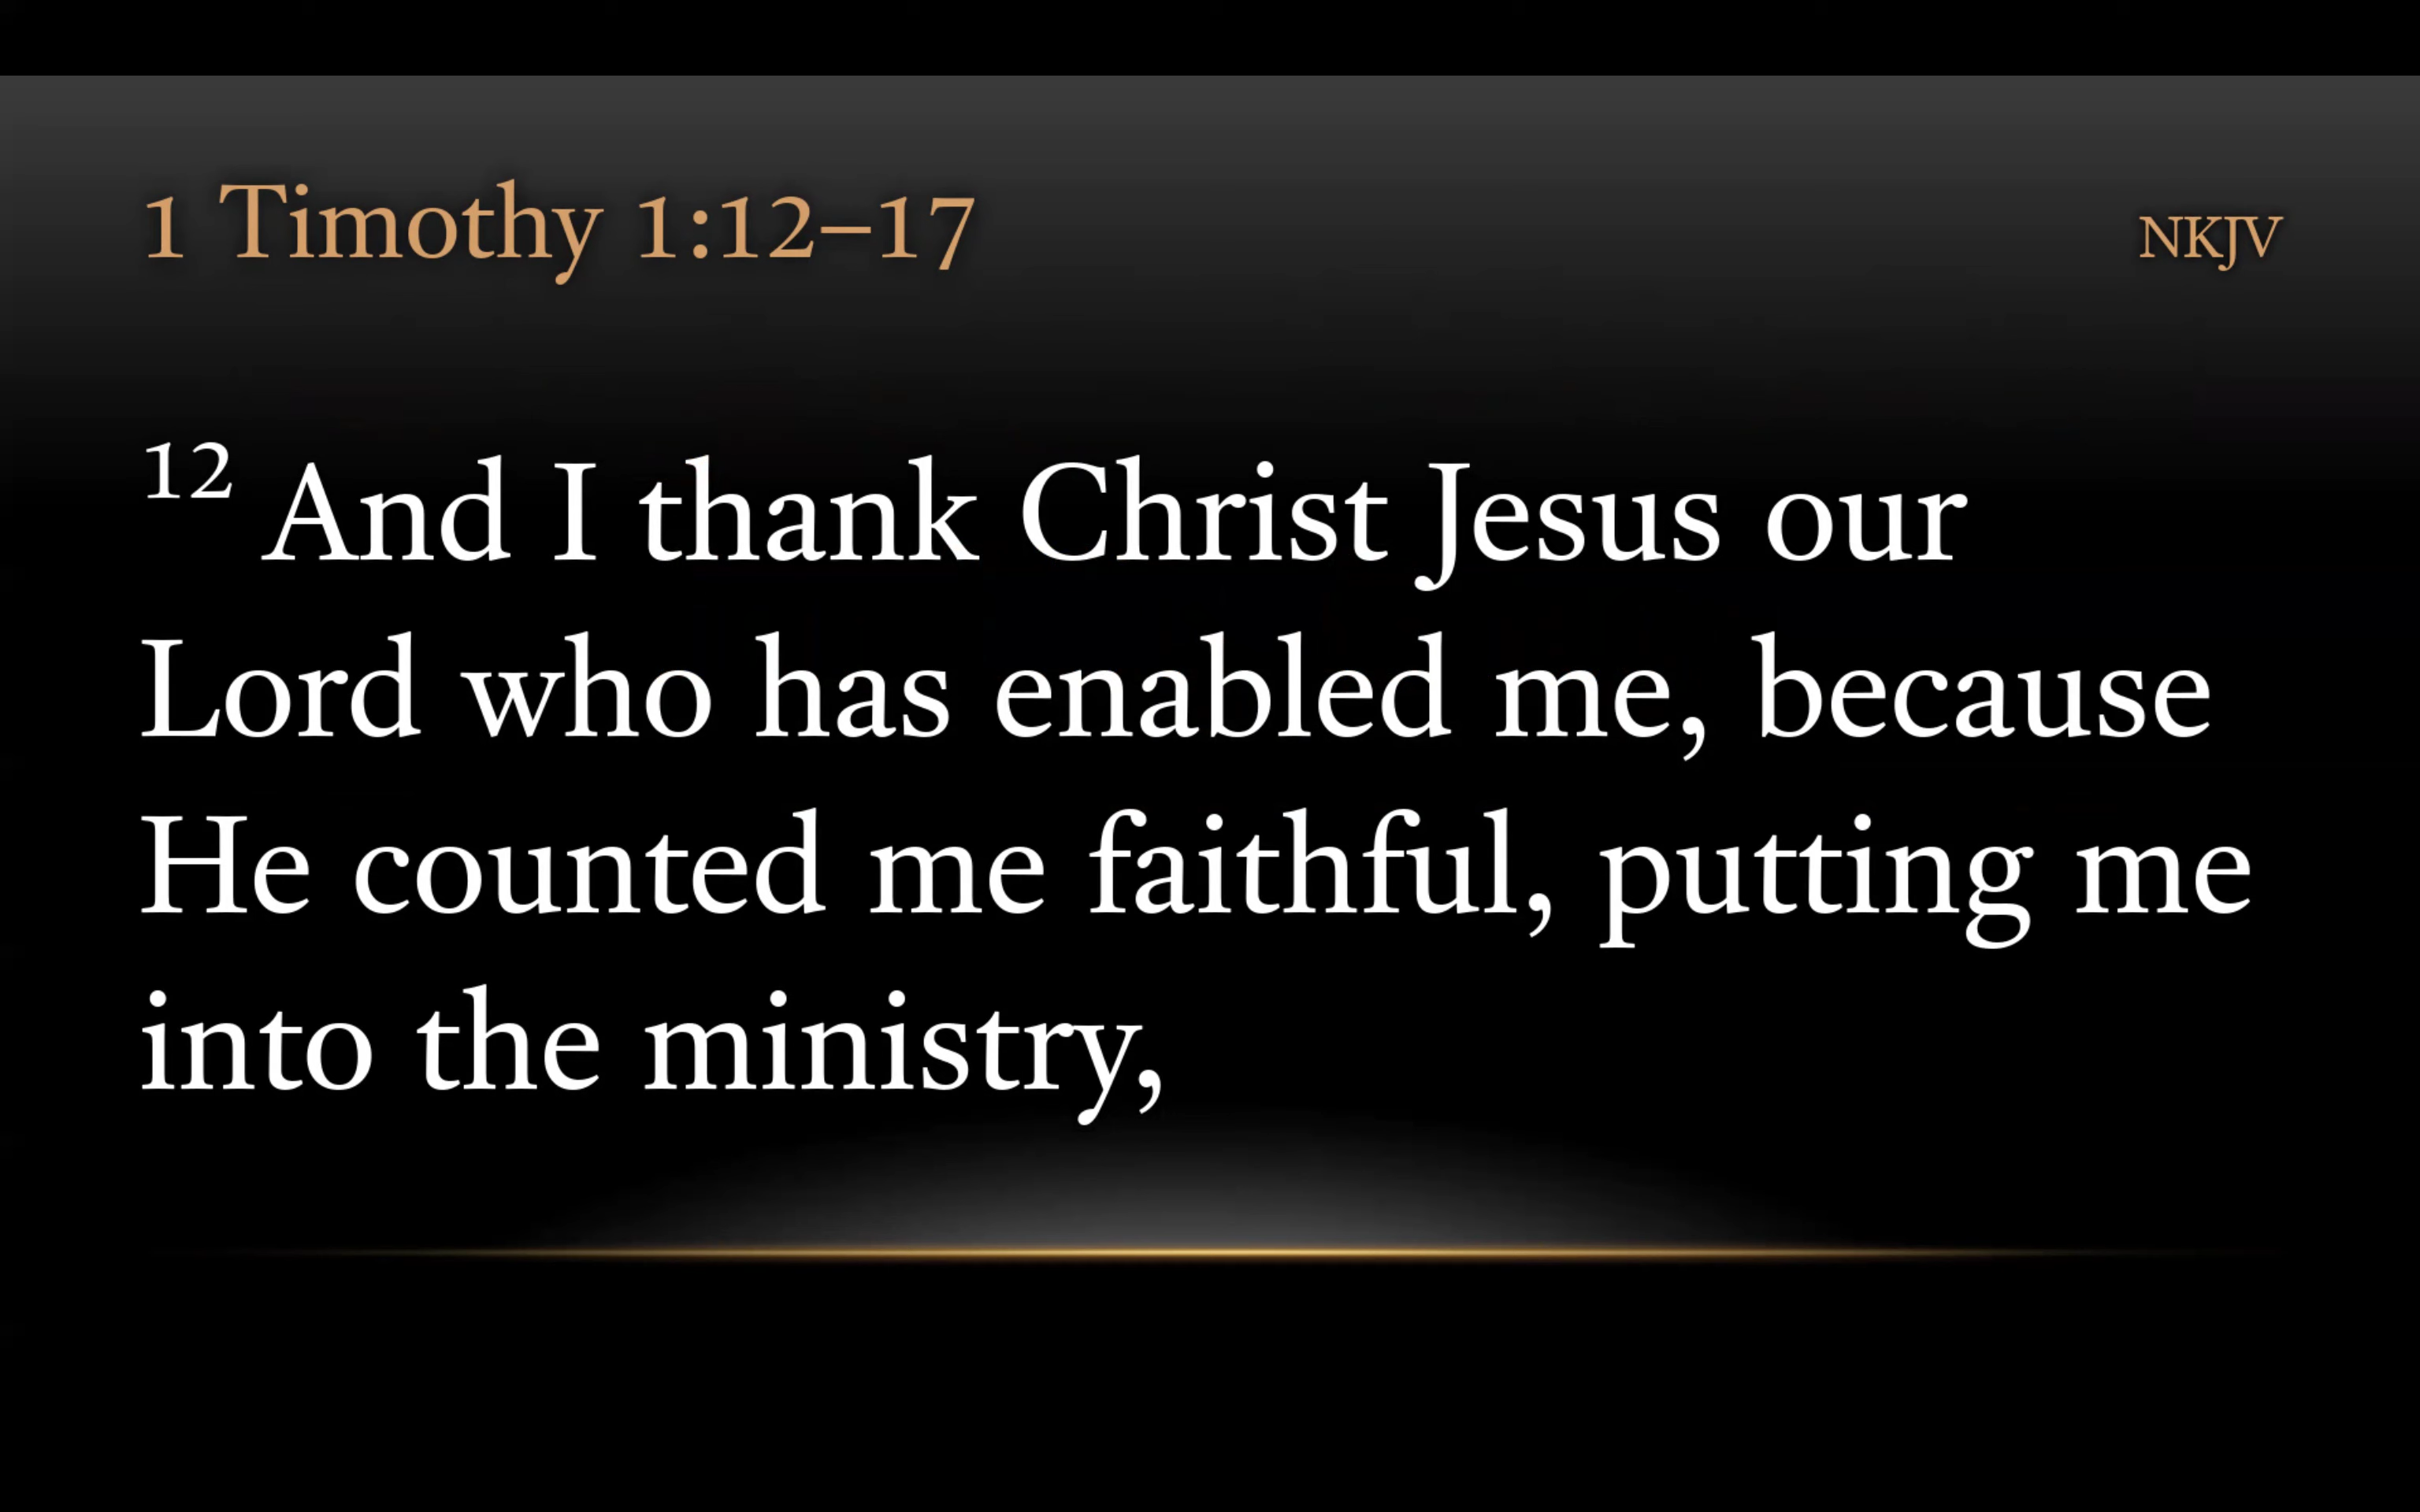 1 Timothy 1:12–17
NKJV
12 And I thank Christ Jesus our
Lord who has enabled me, because
He counted me faithful, putting me
into the ministry,